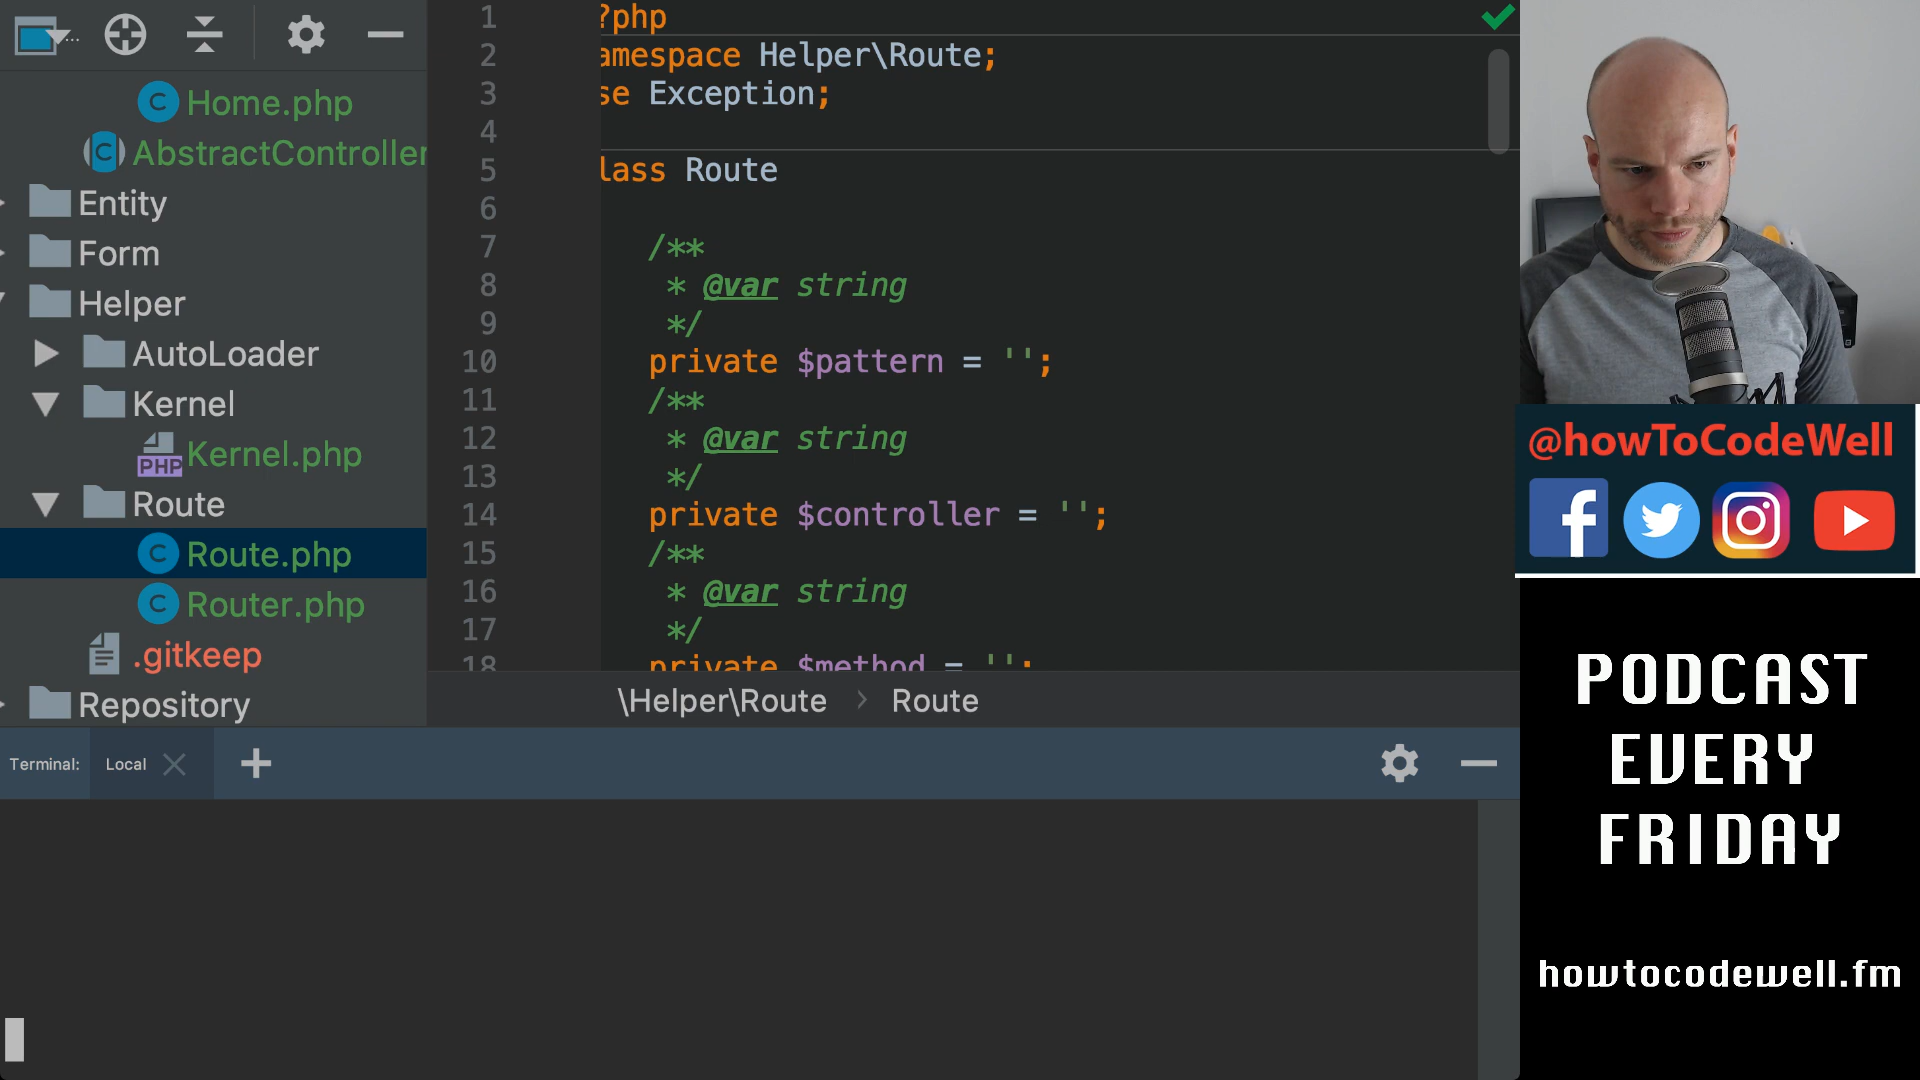 Home.php
AbstractController
Entity
Form
Helper
AutoLoader
Kernel
PHP Kernel.php
Route
Route.php
Router.php
.gitkeep
Repository
1 ?php
2 amespace Helper\Route;
3 se Exception;
4
5 lass Route
6
7 /**
8 * @var string
9 */
10 private $pattern = '';
11 /**
12 * @var string
13 */
14 private $controller = '';
15 /**
16 * @var string
17 */
18 private $method = '';
\Helper\Route > Route
Terminal: Local
@howToCodeWell
PODCAST
EVERY
FRIDAY
howtocodewell.fm